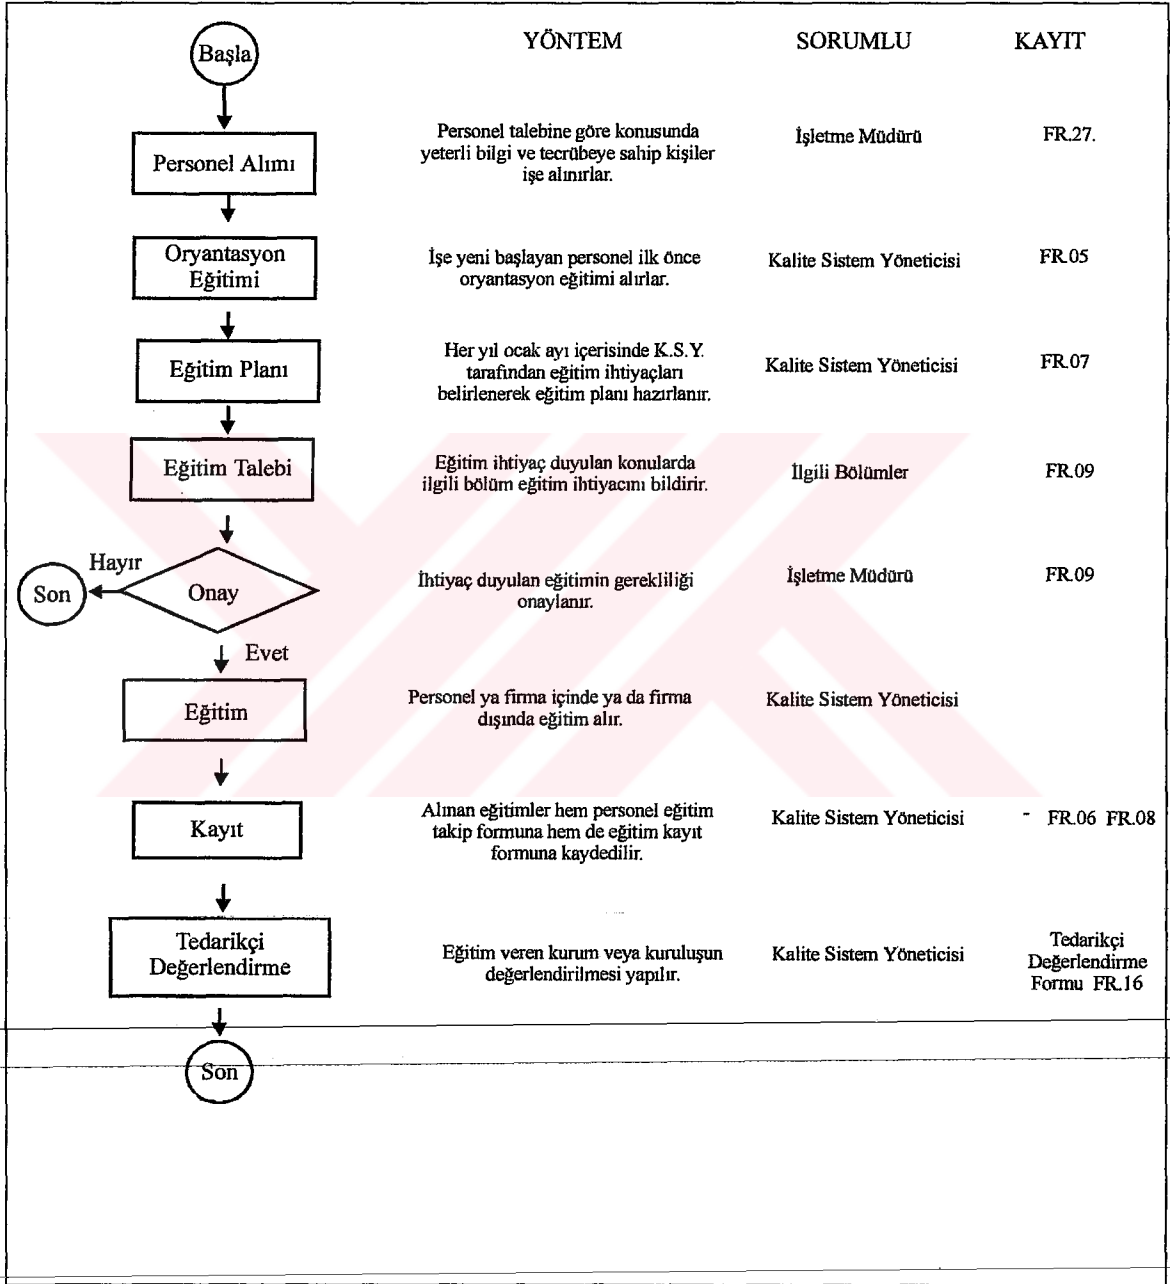 Başla
YÖNTEM
SORUMLU
KAYIT
Personel Alımı
Personel talebine göre konusunda
yeterli bilgi ve tecrübeye sahip kişiler
işe alınırlar.
İşletme Müdürü
FR.27.
Oryantasyon
Eğitimi
İşe yeni başlayan personel ilk önce
oryantasyon eğitimi alırlar.
Kalite Sistem Yöneticisi
FR.05
Eğitim Planı
Her yıl ocak ayı içerisinde K.S.Y.
tarafından eğitim ihtiyaçları
belirlenerek eğitim planı hazırlanır.
Kalite Sistem Yöneticisi
FR.07
Eğitim Talebi
Eğitim ihtiyaç duyulan konularda
ilgili bölüm eğitim ihtiyacını bildirir.
İlgili Bölümler
FR.09
Hayır
Son
Onay
İhtiyaç duyulan eğitimin gerekliliği
onaylanır.
İşletme Müdürü
FR.09
Evet
Eğitim
Personel ya firma içinde ya da firma
dışında eğitim alır.
Kalite Sistem Yöneticisi
Kayıt
Alınan eğitimler hem personel eğitim
takip formuna hem de eğitim kayıt
formuna kaydedilir.
Kalite Sistem Yöneticisi
- FR.06 FR.08
Tedarikçi
Değerlendirme
Eğitim veren kurum veya kuruluşun
değerlendirilmesi yapılır.
Kalite Sistem Yöneticisi
Tedarikçi
Değerlendirme
Formu FR.16
Son